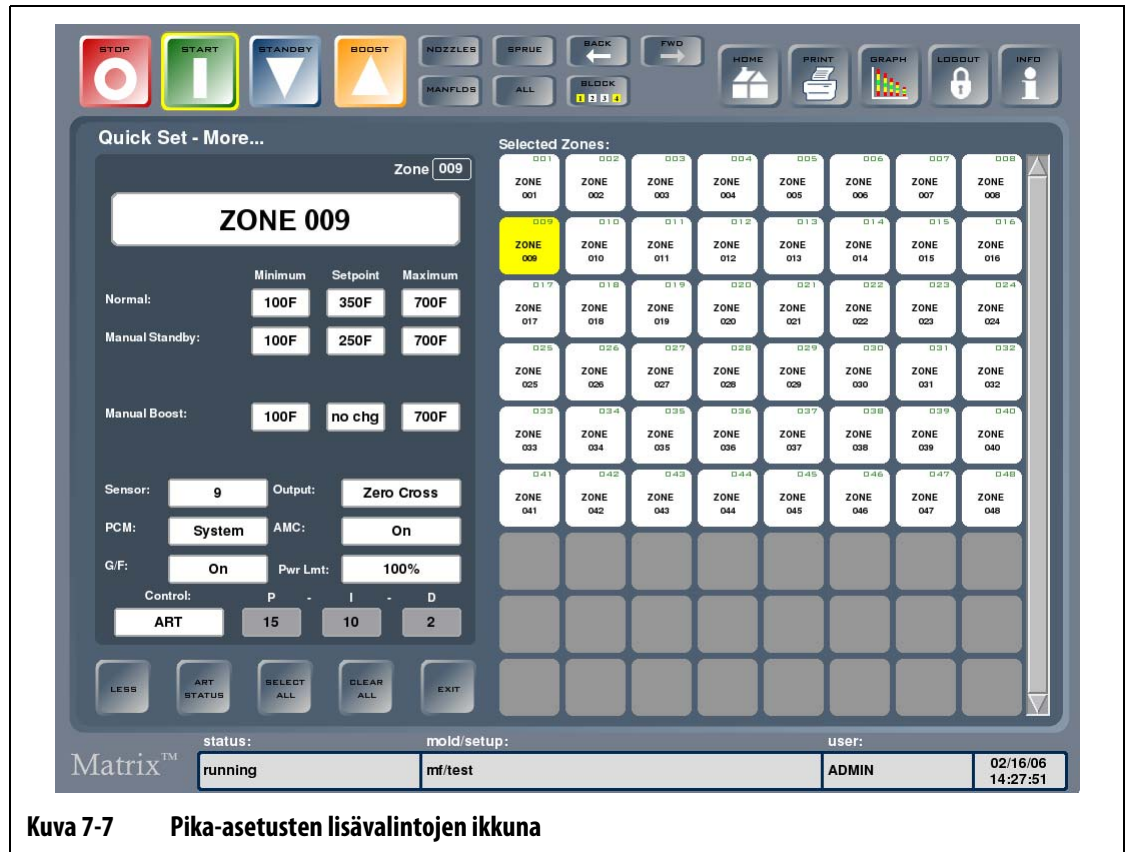 STOP START STANDBY BOOST NOZZLES SPRUE BACK FWD
MANFLDS ALL BLOCK
1 2 3 4
HOME PRINT GRAPH LOGOUT INFO
Quick Set - More...
Zone 009
ZONE 009
Minimum Setpoint Maximum
Normal: 100F 350F 700F
Manual Standby: 100F 250F 700F
Manual Boost: 100F no chg 700F
Sensor: 9 Output: Zero Cross
PCM: System AMC: On
G/F: On Pwr Lmt: 100%
Control: P - I - D
ART 15 10 2
LESS ART STATUS SELECT ALL CLEAR ALL EXIT
Selected Zones:
001 002 003 004 005 006 007 008
ZONE ZONE ZONE ZONE ZONE ZONE ZONE ZONE
001 002 003 004 005 006 007 008
009 010 011 012 013 014 015 016
ZONE ZONE ZONE ZONE ZONE ZONE ZONE ZONE
009 010 011 012 013 014 015 016
017 018 019 020 021 022 023 024
ZONE ZONE ZONE ZONE ZONE ZONE ZONE ZONE
017 018 019 020 021 022 023 024
025 026 027 028 029 030 031 032
ZONE ZONE ZONE ZONE ZONE ZONE ZONE ZONE
025 026 027 028 029 030 031 032
033 034 035 036 037 038 039 040
ZONE ZONE ZONE ZONE ZONE ZONE ZONE ZONE
033 034 035 036 037 038 039 040
041 042 043 044 045 046 047 048
ZONE ZONE ZONE ZONE ZONE ZONE ZONE ZONE
041 042 043 044 045 046 047 048
status: mold/setup: user:
Matrix™ running mf/test ADMIN 02/16/06
14:27:51
Kuva 7-7 Pika-asetusten lisävalintojen ikkuna